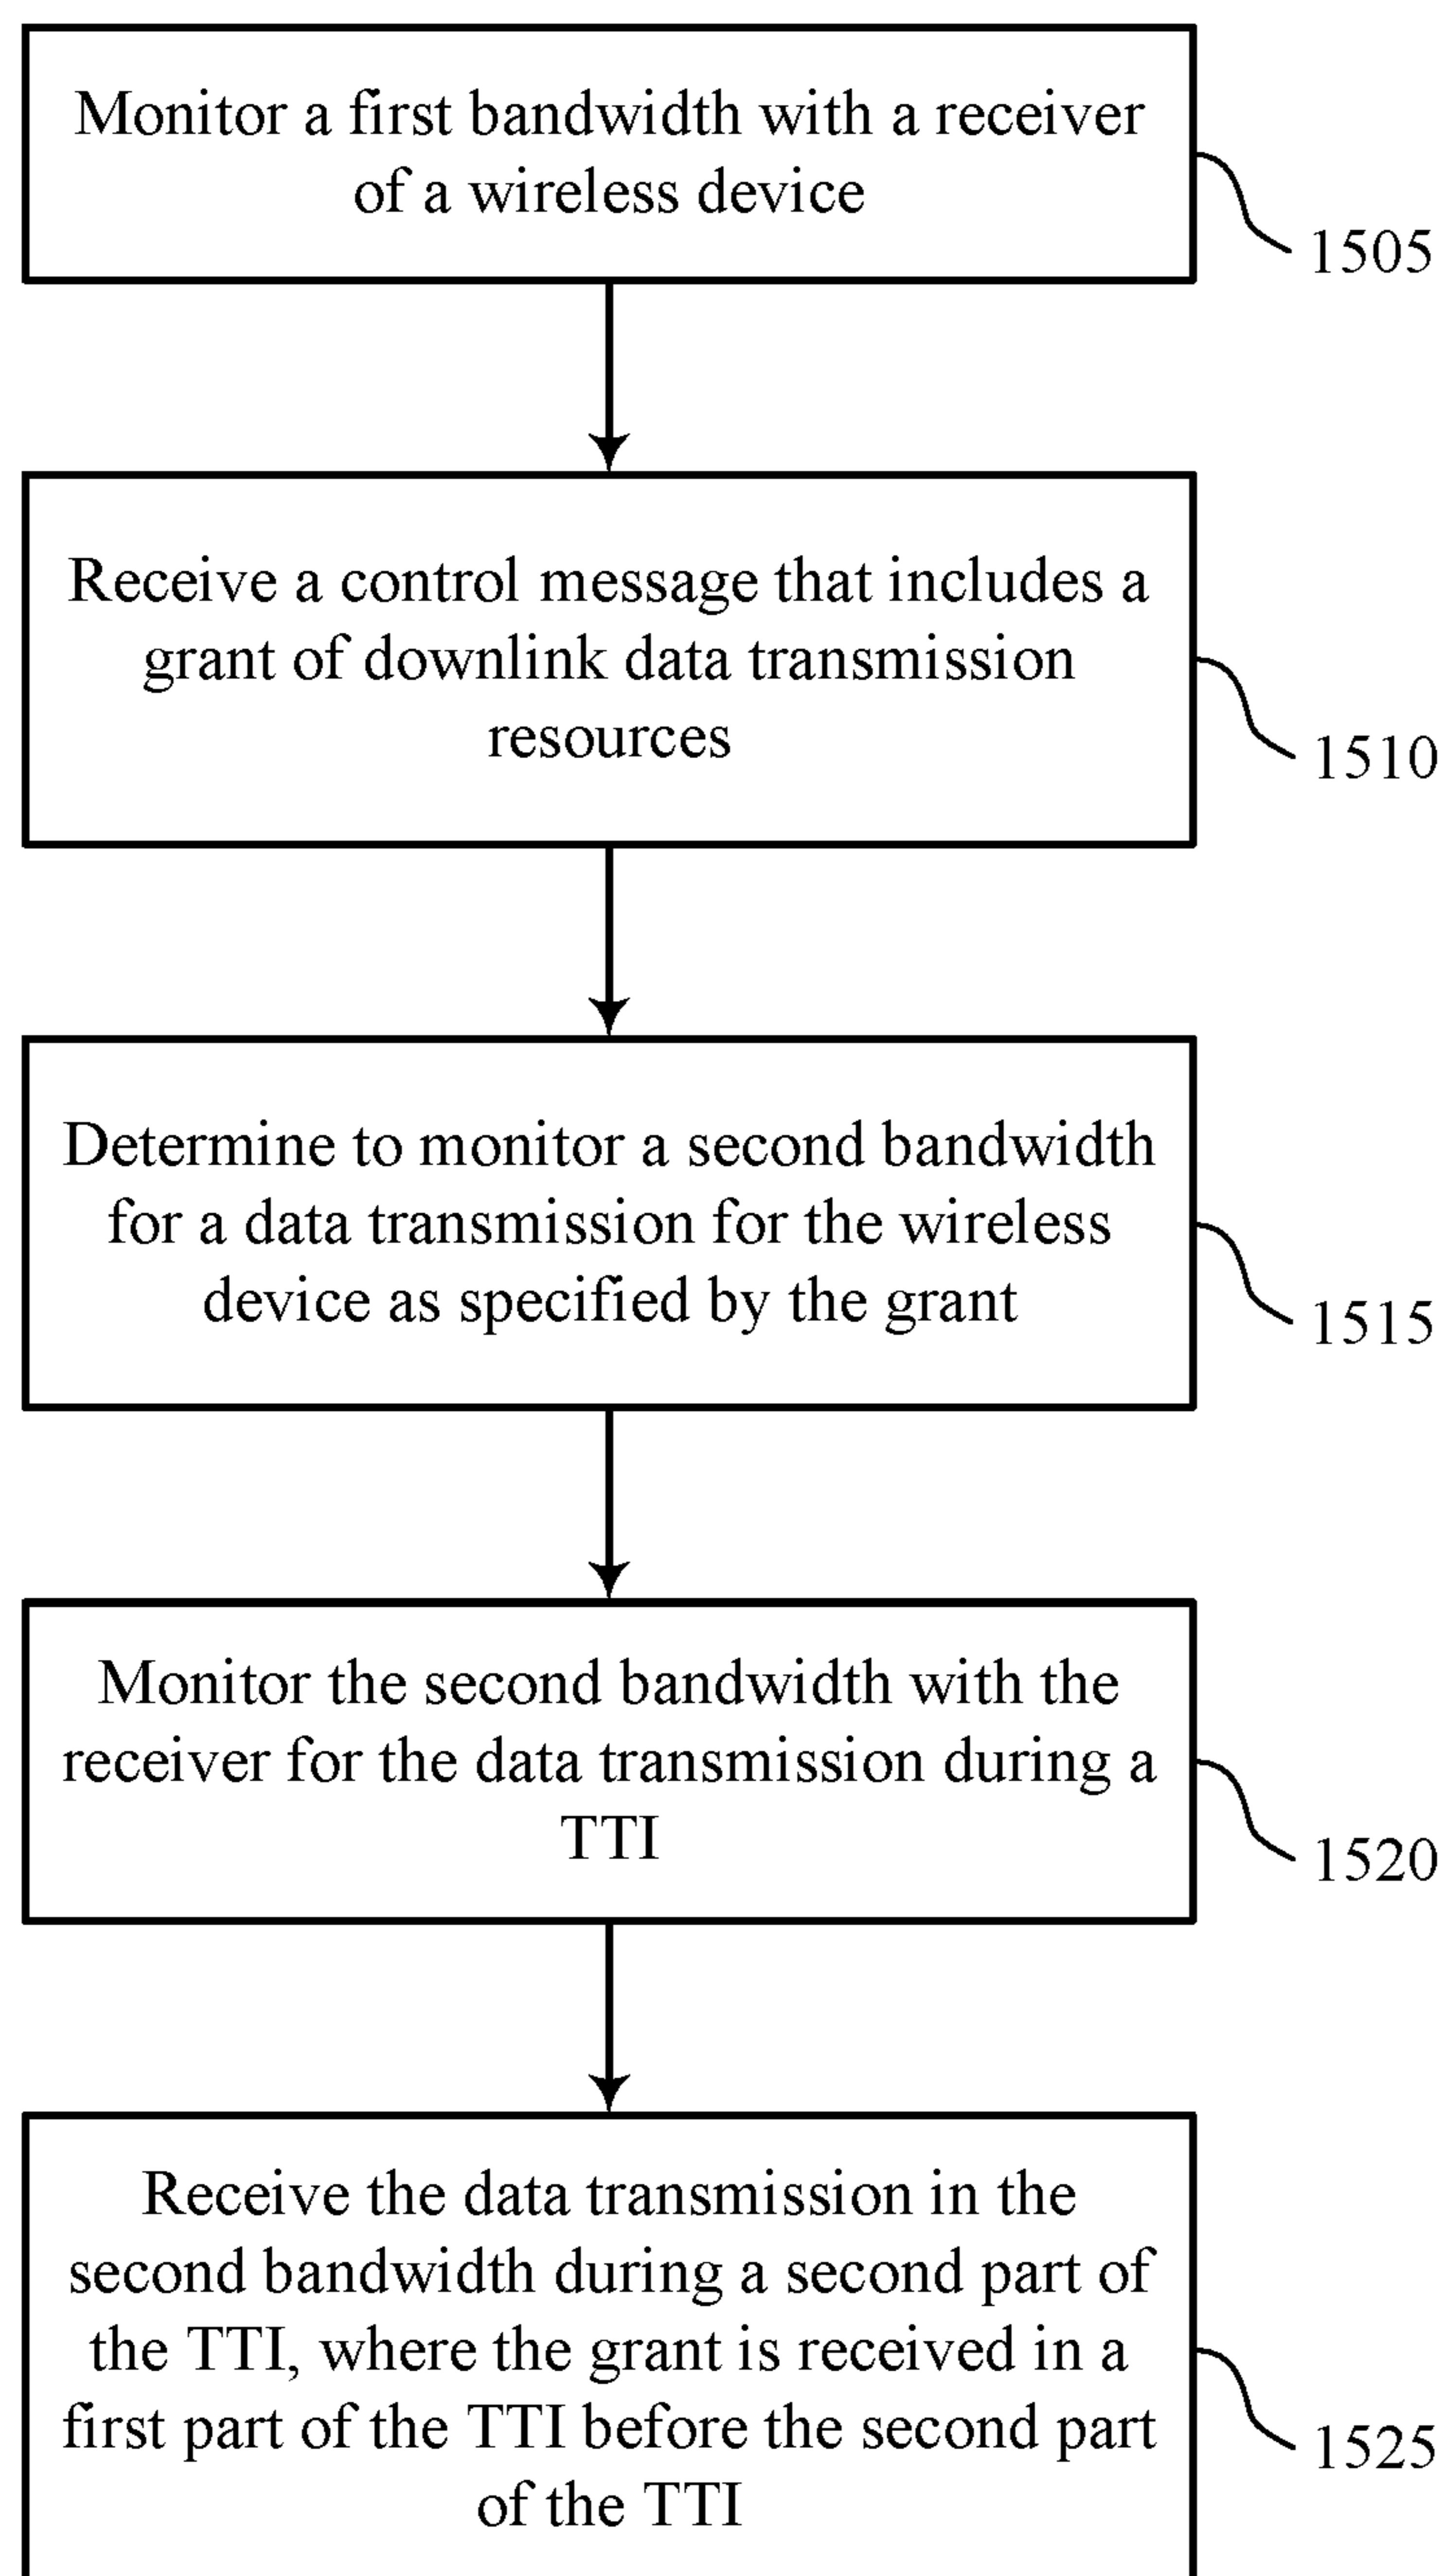 Monitor a first bandwidth with a receiver
of a wireless device
1505
Receive a control message that includes a
grant of downlink data transmission
resources
1510
Determine to monitor a second bandwidth
for a data transmission for the wireless
device as specified by the grant
1515
Monitor the second bandwidth with the
receiver for the data transmission during a
TTI
1520
Receive the data transmission in the
second bandwidth during a second part of
the TTI, where the grant is received in a
first part of the TTI before the second part
of the TTI
1525